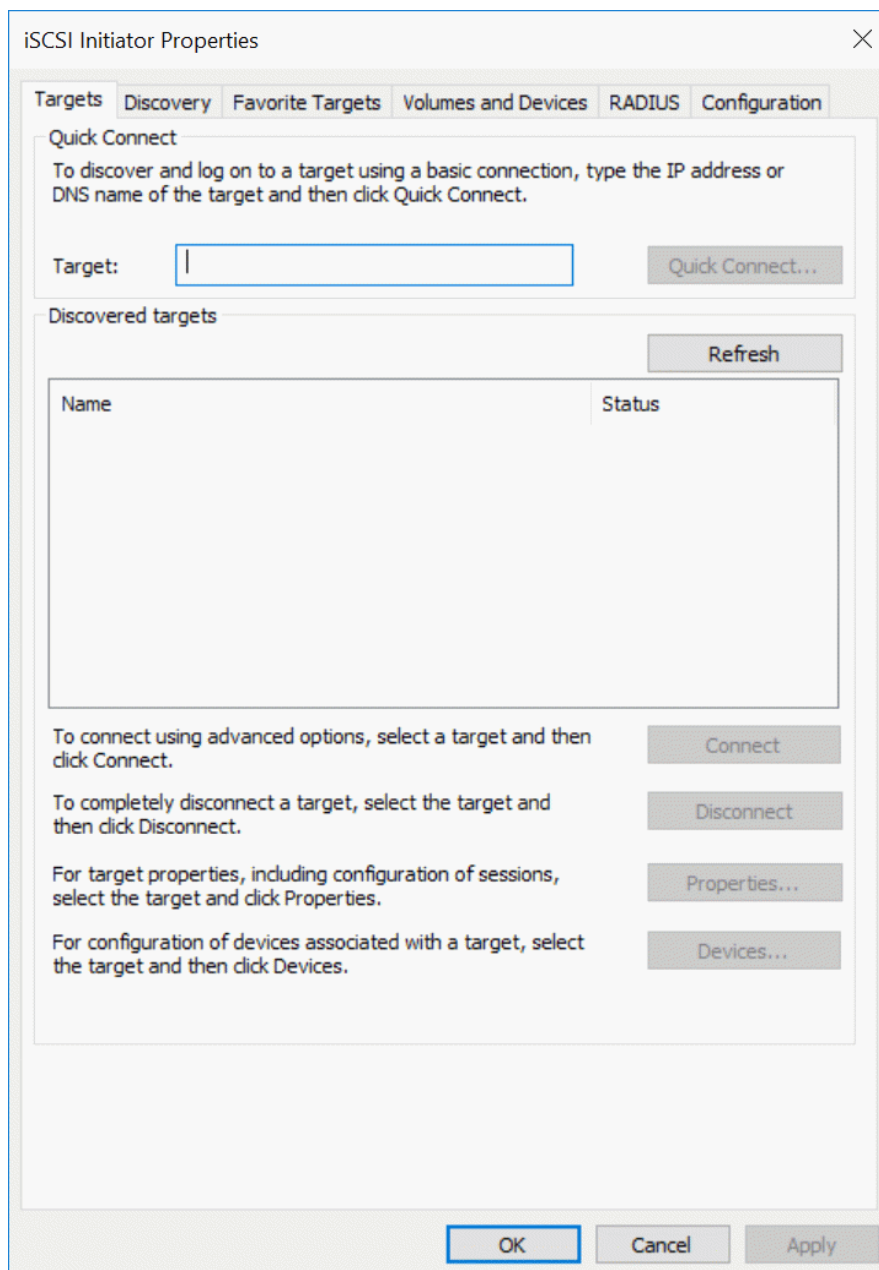 iSCSI Initiator Properties
Targets Discovery Favorite Targets Volumes and Devices RADIUS Configuration
Quick Connect
To discover and log on to a target using a basic connection, type the IP address or
DNS name of the target and then click Quick Connect.
Target: Quick Connect...
Discovered targets
Refresh
Name Status
To connect using advanced options, select a target and then
click Connect.
Connect
To completely disconnect a target, select the target and
then click Disconnect.
Disconnect
For target properties, including configuration of sessions,
select the target and click Properties.
Properties...
For configuration of devices associated with a target, select
the target and then click Devices.
Devices...
OK Cancel Apply